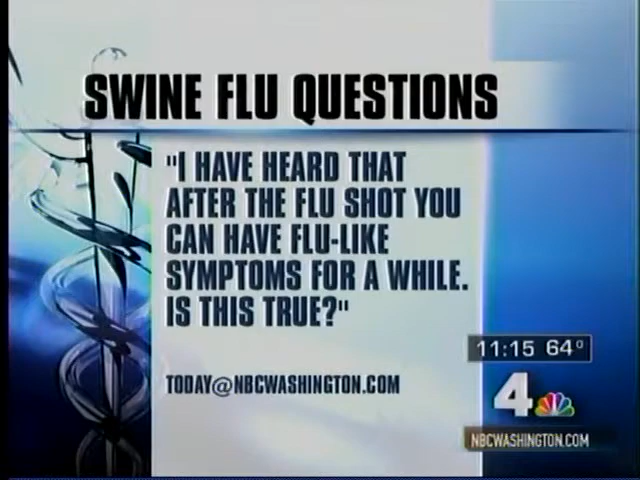 SWINE FLU QUESTIONS
"I HAVE HEARD THAT
AFTER THE FLU SHOT YOU
CAN HAVE FLU-LIKE
SYMPTOMS FOR A WHILE.
IS THIS TRUE?"
TODAY@NBCWASHINGTON.COM
11:15 64°
4
NBCWASHINGTON.COM